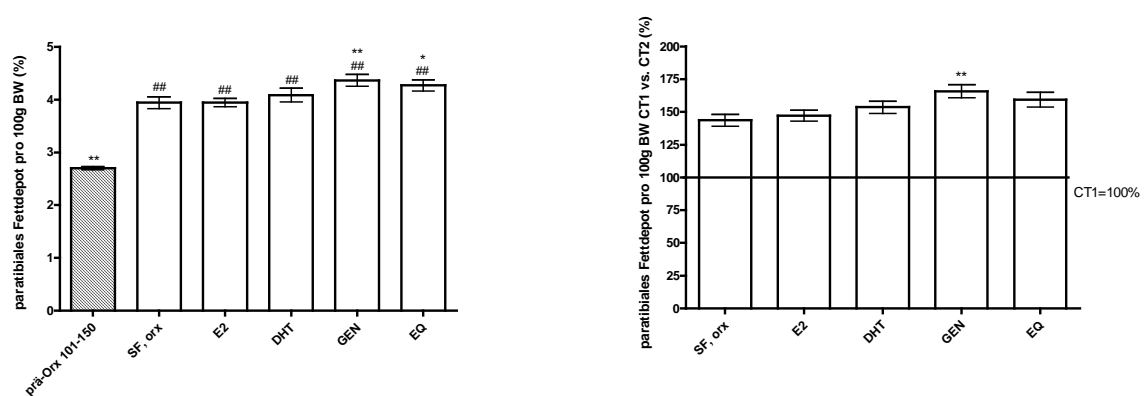 paratibiales Fettdepot pro 100g BW (%)
5
4
3
2
1
0
**
##
##
##
**
##
*
##
prä-Orx 101-150
SF, orx
E2
DHT
GEN
EQ
paratibiales Fettdepot pro 100g BW CT1 vs. CT2 (%)
200
175
150
125
100
75
50
25
0
**
CT1=100%
SF, orx
E2
DHT
GEN
EQ